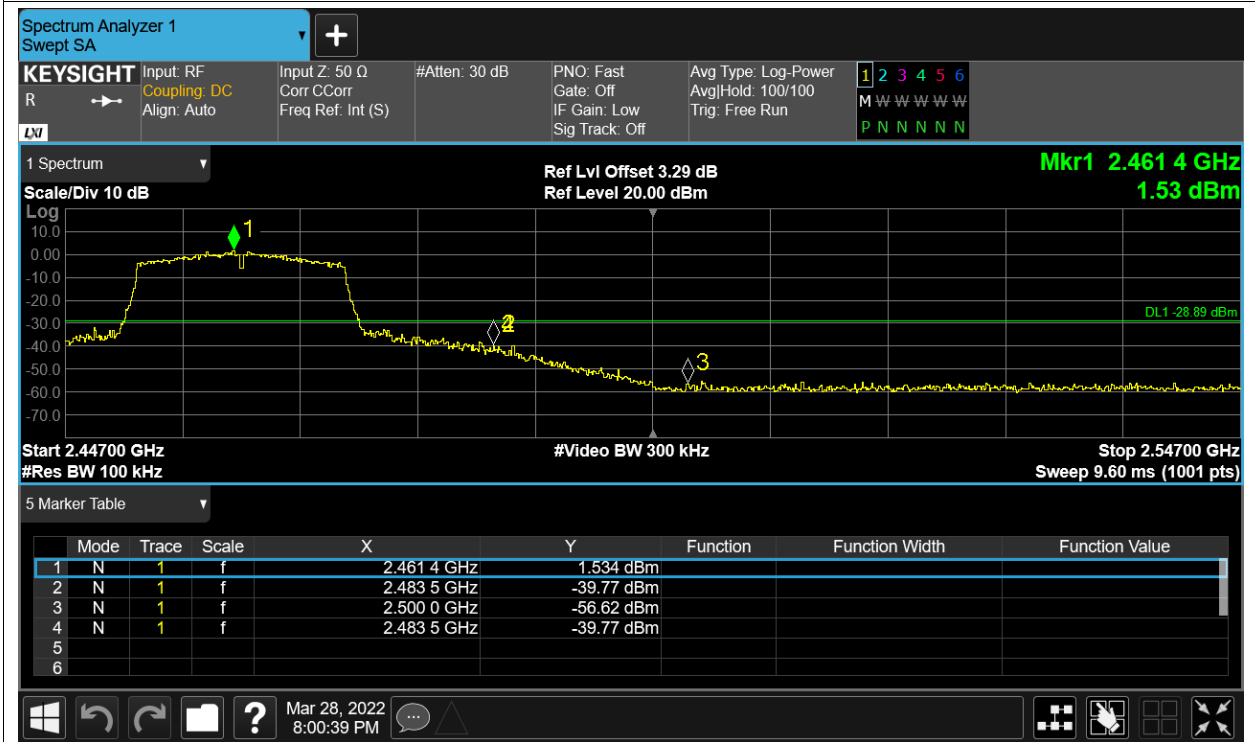 Spectrum Analyzer 1
Swept SA
KEYSIGHT Input: RF Input Z: 50 Ω #Atten: 30 dB PNO: Fast Avg Type: Log-Power 1 2 3 4 5 6
R Coupling: DC Corr CCorr Gate: Off Avg|Hold: 100/100 M W W W W W
Align: Auto Freq Ref: Int (S) IF Gain: Low Trig: Free Run
LXI Sig Track: Off P N N N N N
1 Spectrum Ref Lvl Offset 3.29 dB Mkr1 2.461 4 GHz
Scale/Div 10 dB Ref Level 20.00 dBm 1.53 dBm
Log
10.0 1
0.00
-10.0
-20.0
DL1 -28.89 dBm
-30.0 2
-40.0
-50.0 3
-60.0
-70.0
Start 2.44700 GHz #Video BW 300 kHz Stop 2.54700 GHz
#Res BW 100 kHz Sweep 9.60 ms (1001 pts)
5 Marker Table
Mode Trace Scale X Y Function Function Width Function Value
1 N 1 f 2.461 4 GHz 1.534 dBm
2 N 1 f 2.483 5 GHz -39.77 dBm
3 N 1 f 2.500 0 GHz -56.62 dBm
4 N 1 f 2.483 5 GHz -39.77 dBm
5
6
? Mar 28, 2022
8:00:39 PM